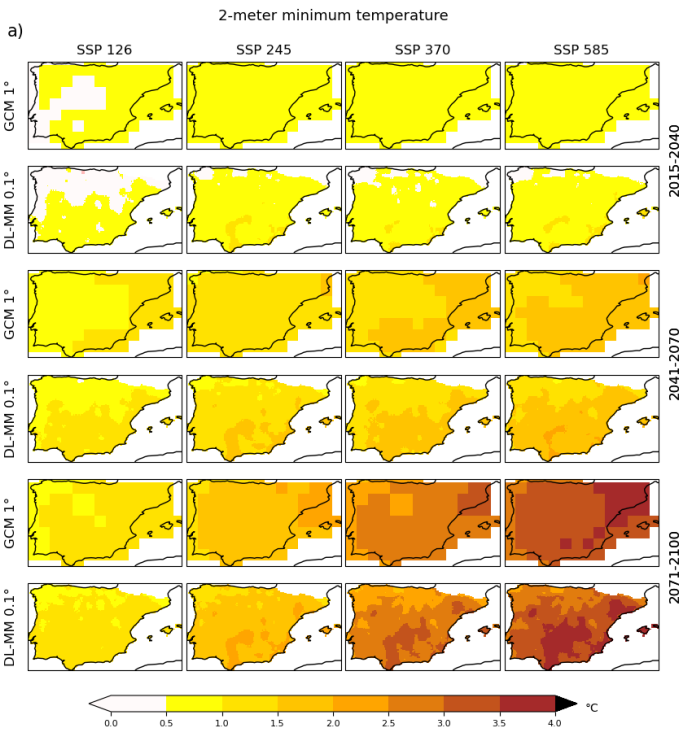 2-meter minimum temperature
a)
SSP 126 SSP 245 SSP 370 SSP 585
GCM 1°
DL-MM 0.1°
2015-2040
GCM 1°
DL-MM 0.1°
2041-2070
GCM 1°
DL-MM 0.1°
2071-2100
°C
0.0 0.5 1.0 1.5 2.0 2.5 3.0 3.5 4.0